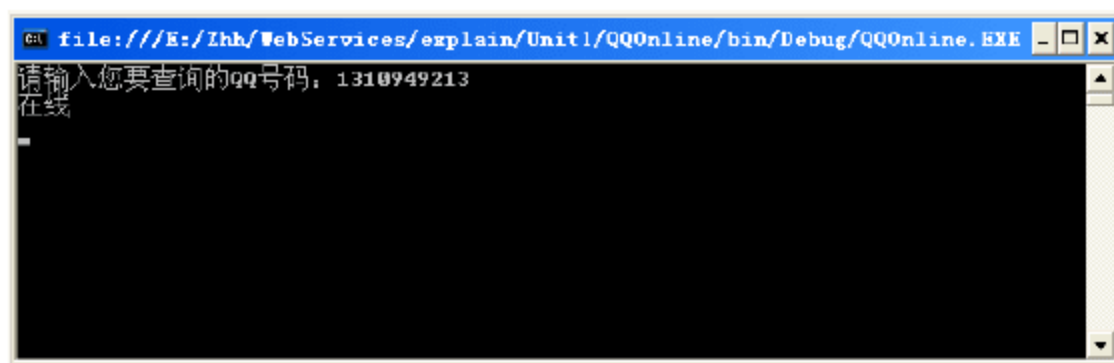 file:///E:/Zhh/WebServices/explain/Unit1/QQOnline/bin/Debug/QQOnline.EXE
请输入您要查询的QQ号码：1310949213
在线